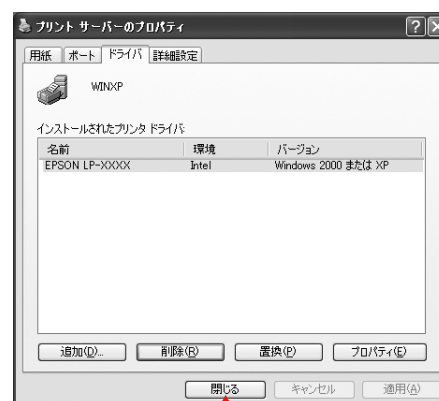 プリント サーバーのプロパティ
用紙 ポート ドライバ 詳細設定
WINXP
インストールされたプリンタ ドライバ:
名前 環境 バージョン
EPSON LP-XXXX Intel Windows 2000 または XP
追加(D)... 削除(R) 置換(P) プロパティ(E)
閉じる キャンセル 適用(A)